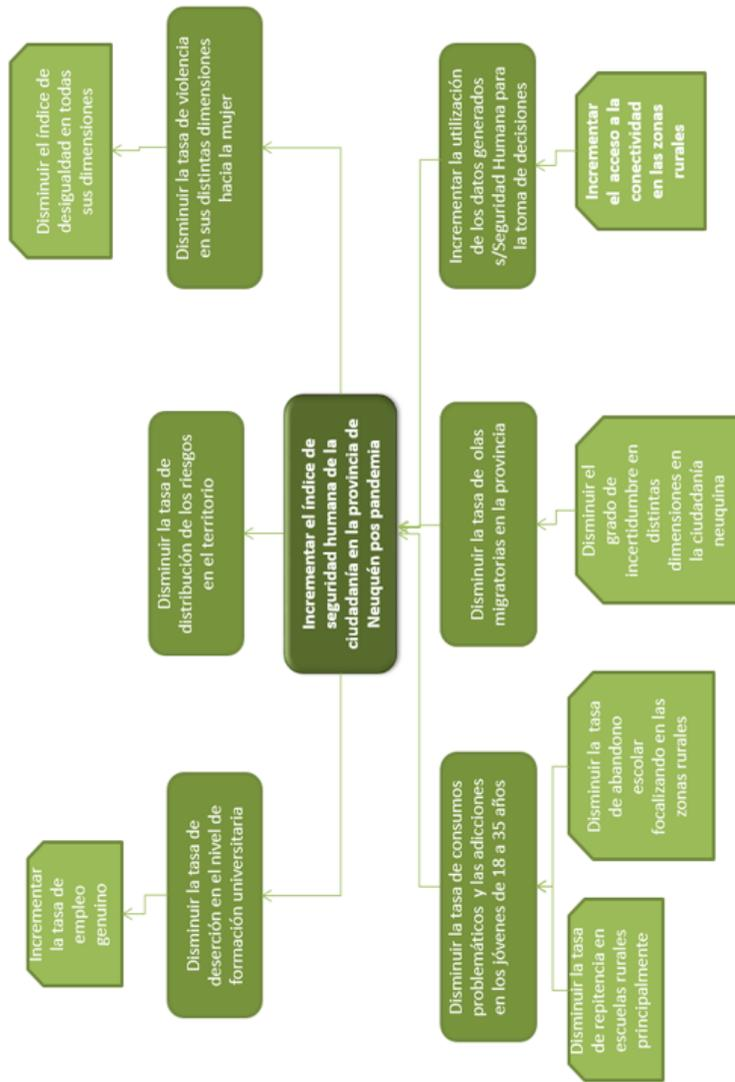 Incrementar
la tasa de
empleo
genuino
Disminuir el índice de
desigualdad en todas
sus dimensiones
Disminuir la tasa de
deserción en el nivel de
formación universitaria
Disminuir la tasa de
distribución de los riesgos
en el territorio
Disminuir la tasa de violencia
en sus distintas dimensiones
hacia la mujer
Incrementar el índice de
seguridad humana de la
ciudadanía en la provincia de
Neuquén pos pandemia
Disminuir la tasa de consumos
problemáticos y las adicciones
en los jóvenes de 18 a 35 años
Disminuir la tasa de olas
migratorias en la provincia
Incrementar la utilización
de los datos generados
s/Seguridad Humana para
la toma de decisiones
Disminuir la tasa
de repitencia en
escuelas rurales
principalmente
Disminuir la tasa
de abandono
escolar
focalizando en las
zonas rurales
Disminuir el
grado de
incertidumbre en
distintas
dimensiones en
la ciudadanía
neuquina
Incrementar
el acceso a la
conectividad
en las zonas
rurales